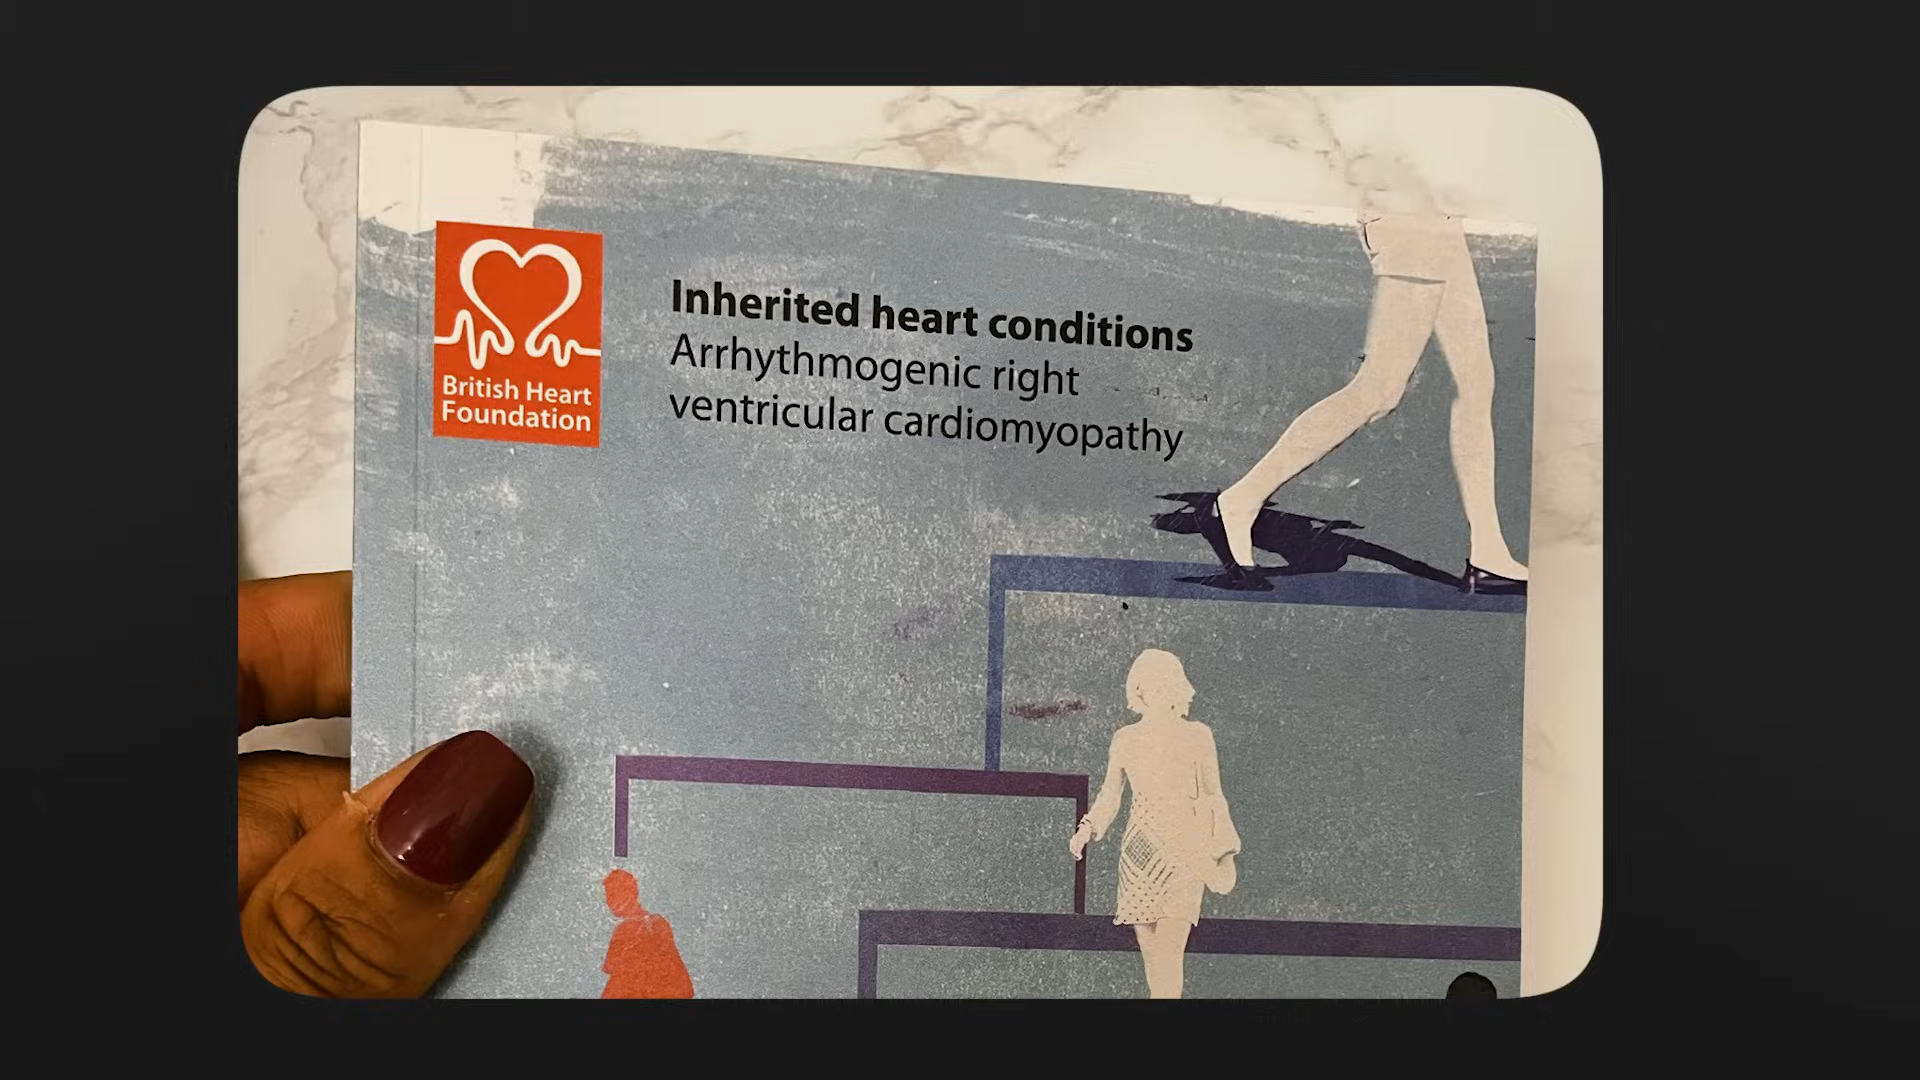 British Heart
Foundation
Inherited heart conditions
Arrhythmogenic right
ventricular cardiomyopathy